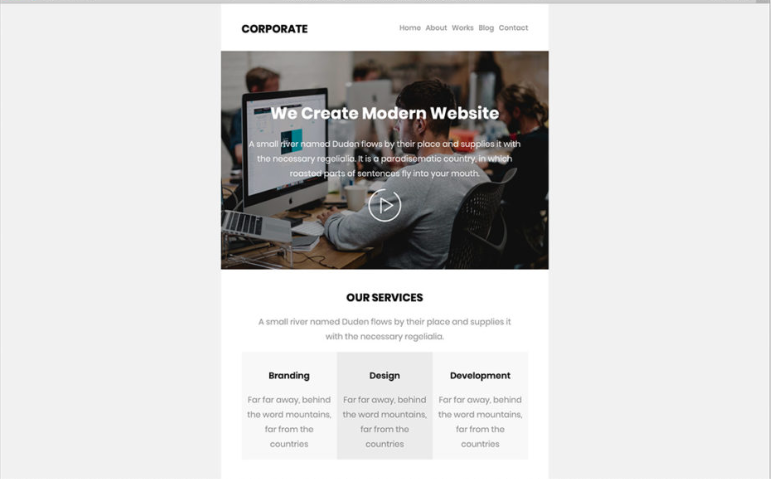 CORPORATE
Home About Works Blog Contact
We Create Modern Website
A small river named Duden flows by their place and supplies it with
the necessary regelialia. It is a paradisematic country, in which
roasted parts of sentences fly into your mouth.
OUR SERVICES
A small river named Duden flows by their place and supplies it
with the necessary regelialia.
Branding
Far far away, behind
the word mountains,
far from the
countries
Design
Far far away, behind
the word mountains,
far from the
countries
Development
Far far away, behind
the word mountains,
far from the
countries